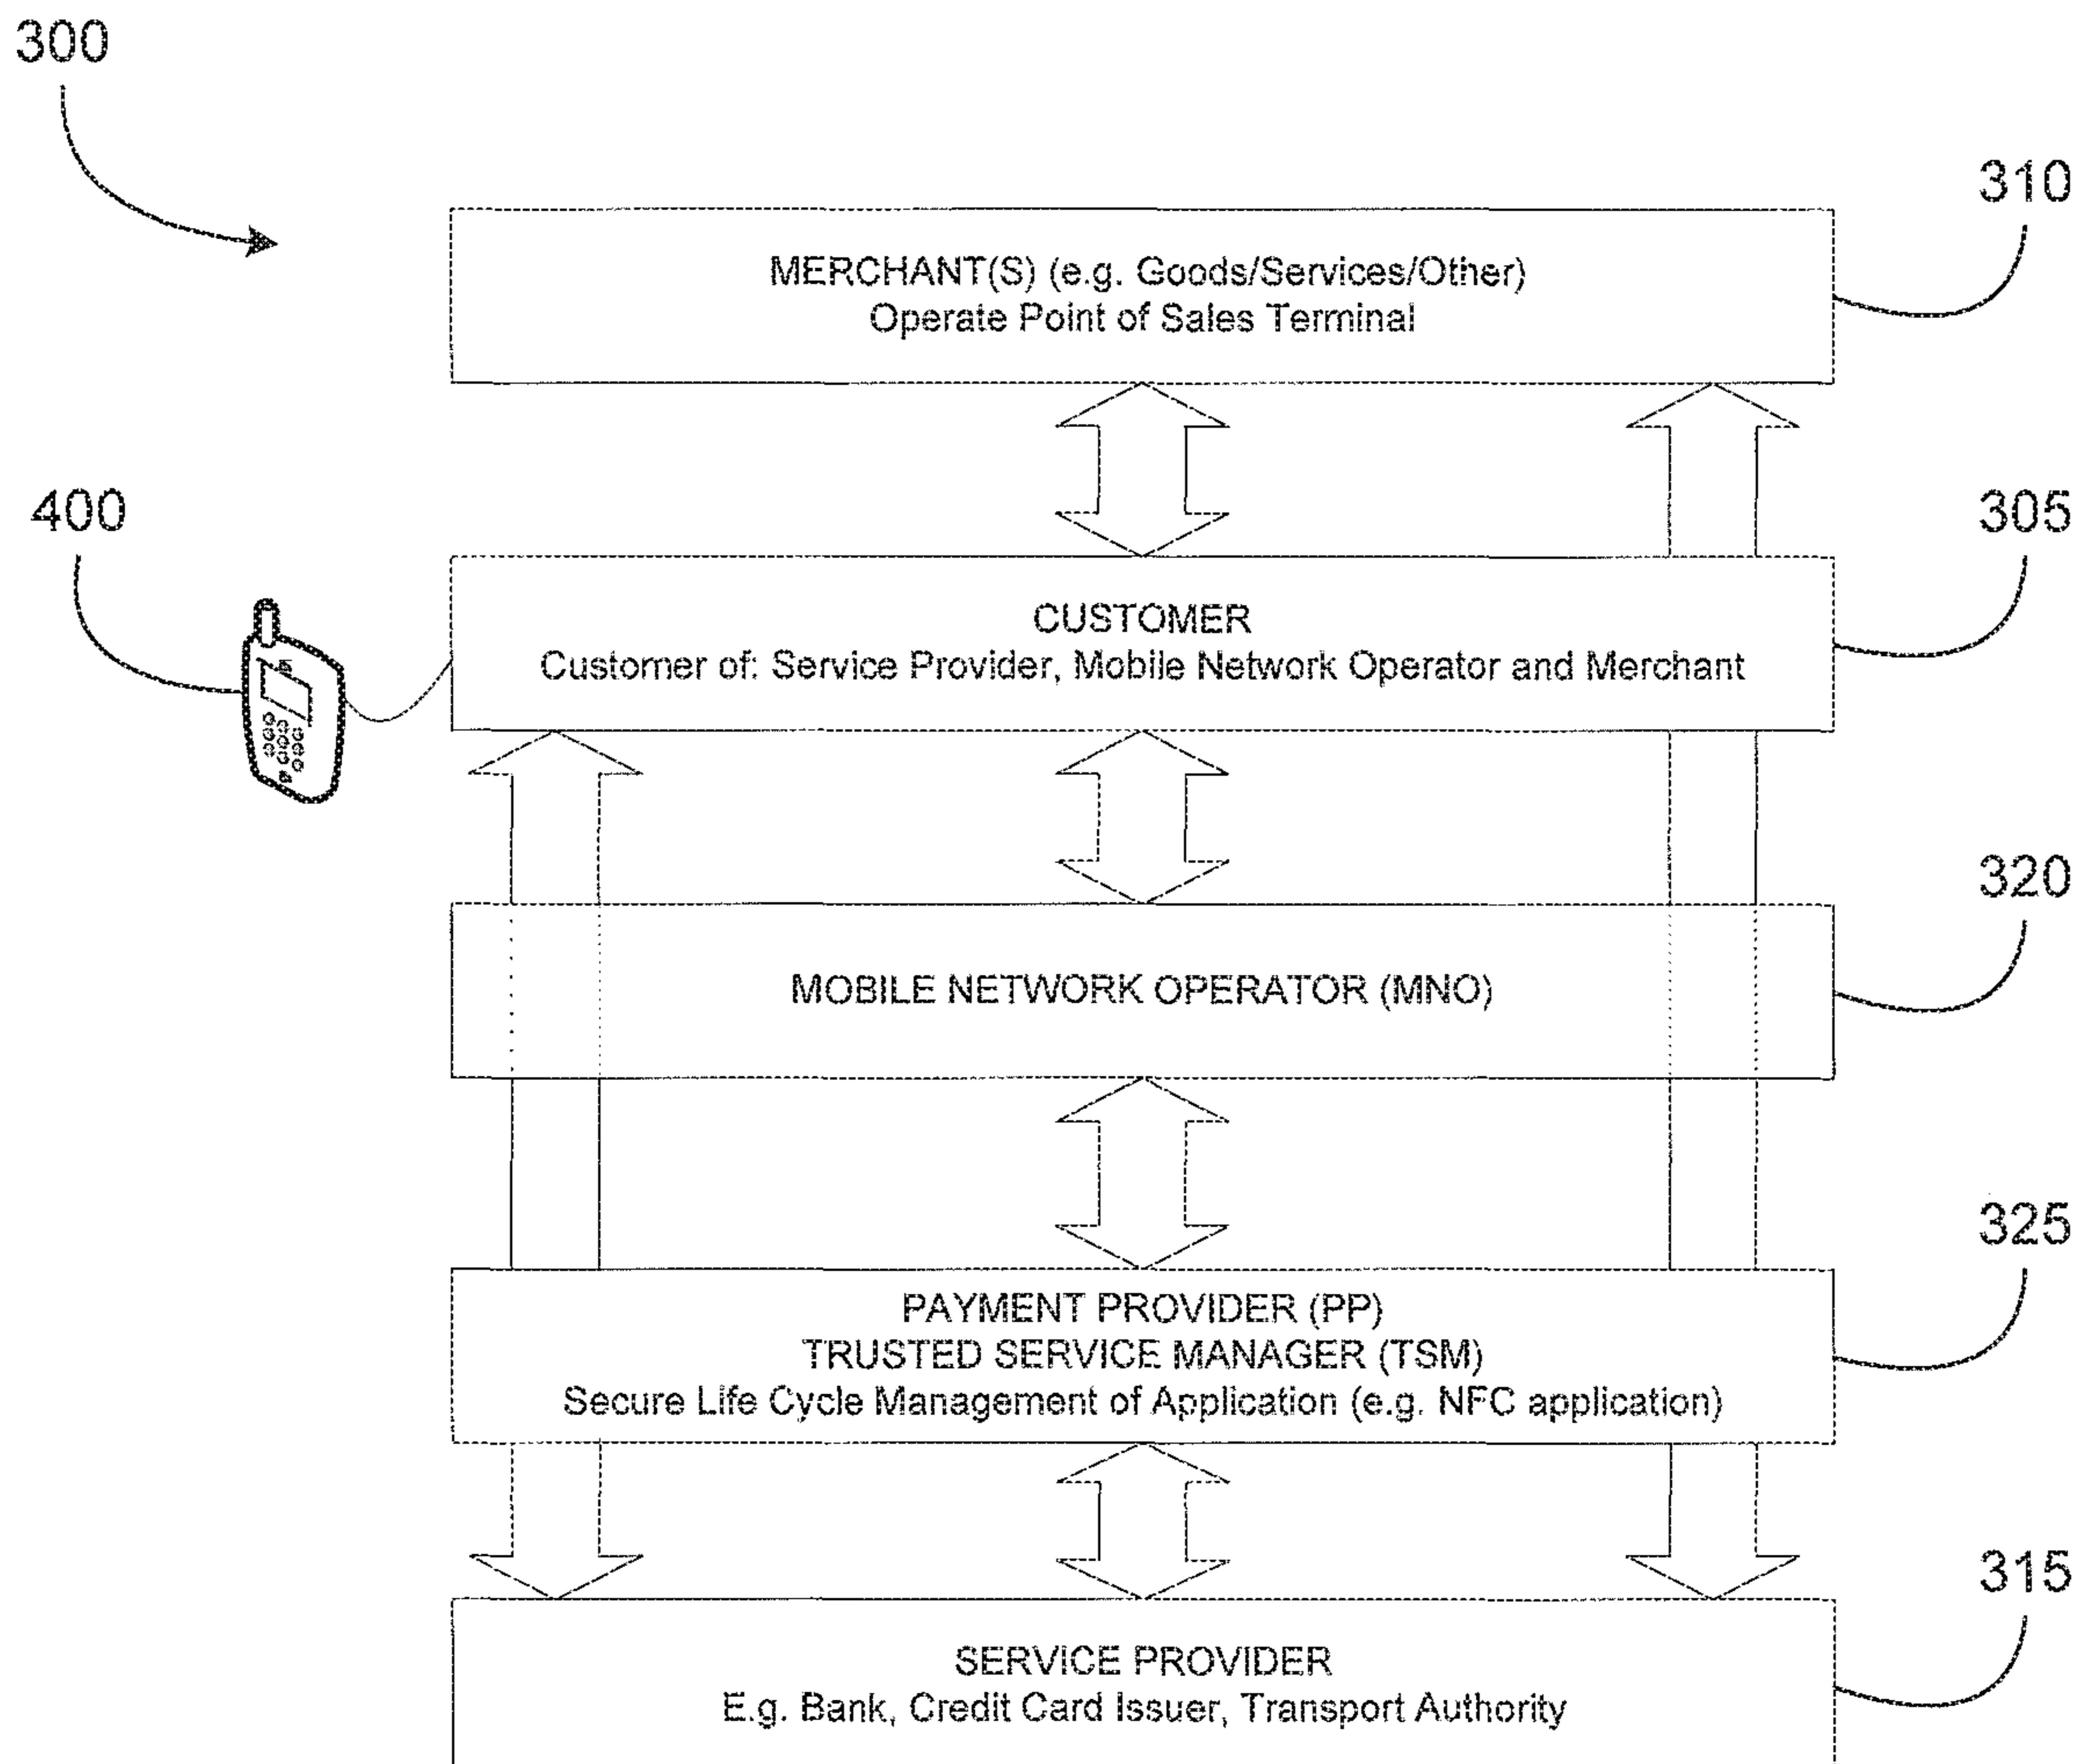 300
310
MERCHANT(S) (e.g. Goods/Services/Other)
Operate Point of Sales Terminal
400
305
CUSTOMER
Customer of: Service Provider, Mobile Network Operator and Merchant
320
MOBILE NETWORK OPERATOR (MNO)
325
PAYMENT PROVIDER (PP)
TRUSTED SERVICE MANAGER (TSM)
Secure Life Cycle Management of Application (e.g. NFC application)
315
SERVICE PROVIDER
E.g. Bank, Credit Card Issuer, Transport Authority